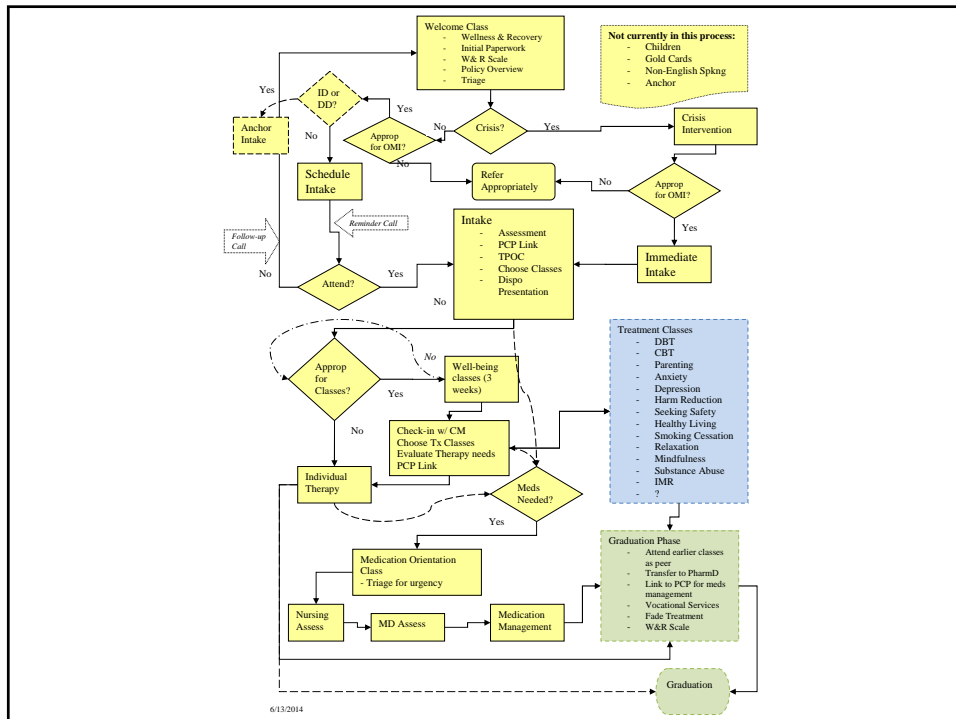 Welcome Class
- Wellness & Recovery
- Initial Paperwork
- W& R Scale
- Policy Overview
- Triage
Not currently in this process:
- Children
- Gold Cards
- Non-English Spkng
- Anchor
ID or
DD?
Yes
Yes
No
Anchor
Intake
No
Approp
for OMI?
No
Crisis?
Yes
Crisis
Intervention
Schedule
Intake
Refer
Appropriately
No
Approp
for OMI?
Yes
Reminder Call
Follow-up
Call
Intake
- Assessment
- PCP Link
- TPOC
- Choose Classes
- Dispo
Presentation
Immediate
Intake
No
Attend?
Yes
No
Approp
for
Classes?
Yes
No
No
Well-being
classes (3
weeks)
Check-in w/ CM
Choose Tx Classes
Evaluate Therapy needs
PCP Link
Treatment Classes
- DBT
- CBT
- Parenting
- Anxiety
- Depression
- Harm Reduction
- Seeking Safety
- Healthy Living
- Smoking Cessation
- Relaxation
- Mindfulness
- Substance Abuse
- IMR
- ?
Individual
Therapy
Meds
Needed?
Yes
Medication Orientation
Class
- Triage for urgency
Nursing
Assess
MD Assess
Medication
Management
Graduation Phase
- Attend earlier classes
as peer
- Transfer to PharmD
- Link to PCP for meds
management
- Vocational Services
- Fade Treatment
- W&R Scale
Graduation
6/13/2014